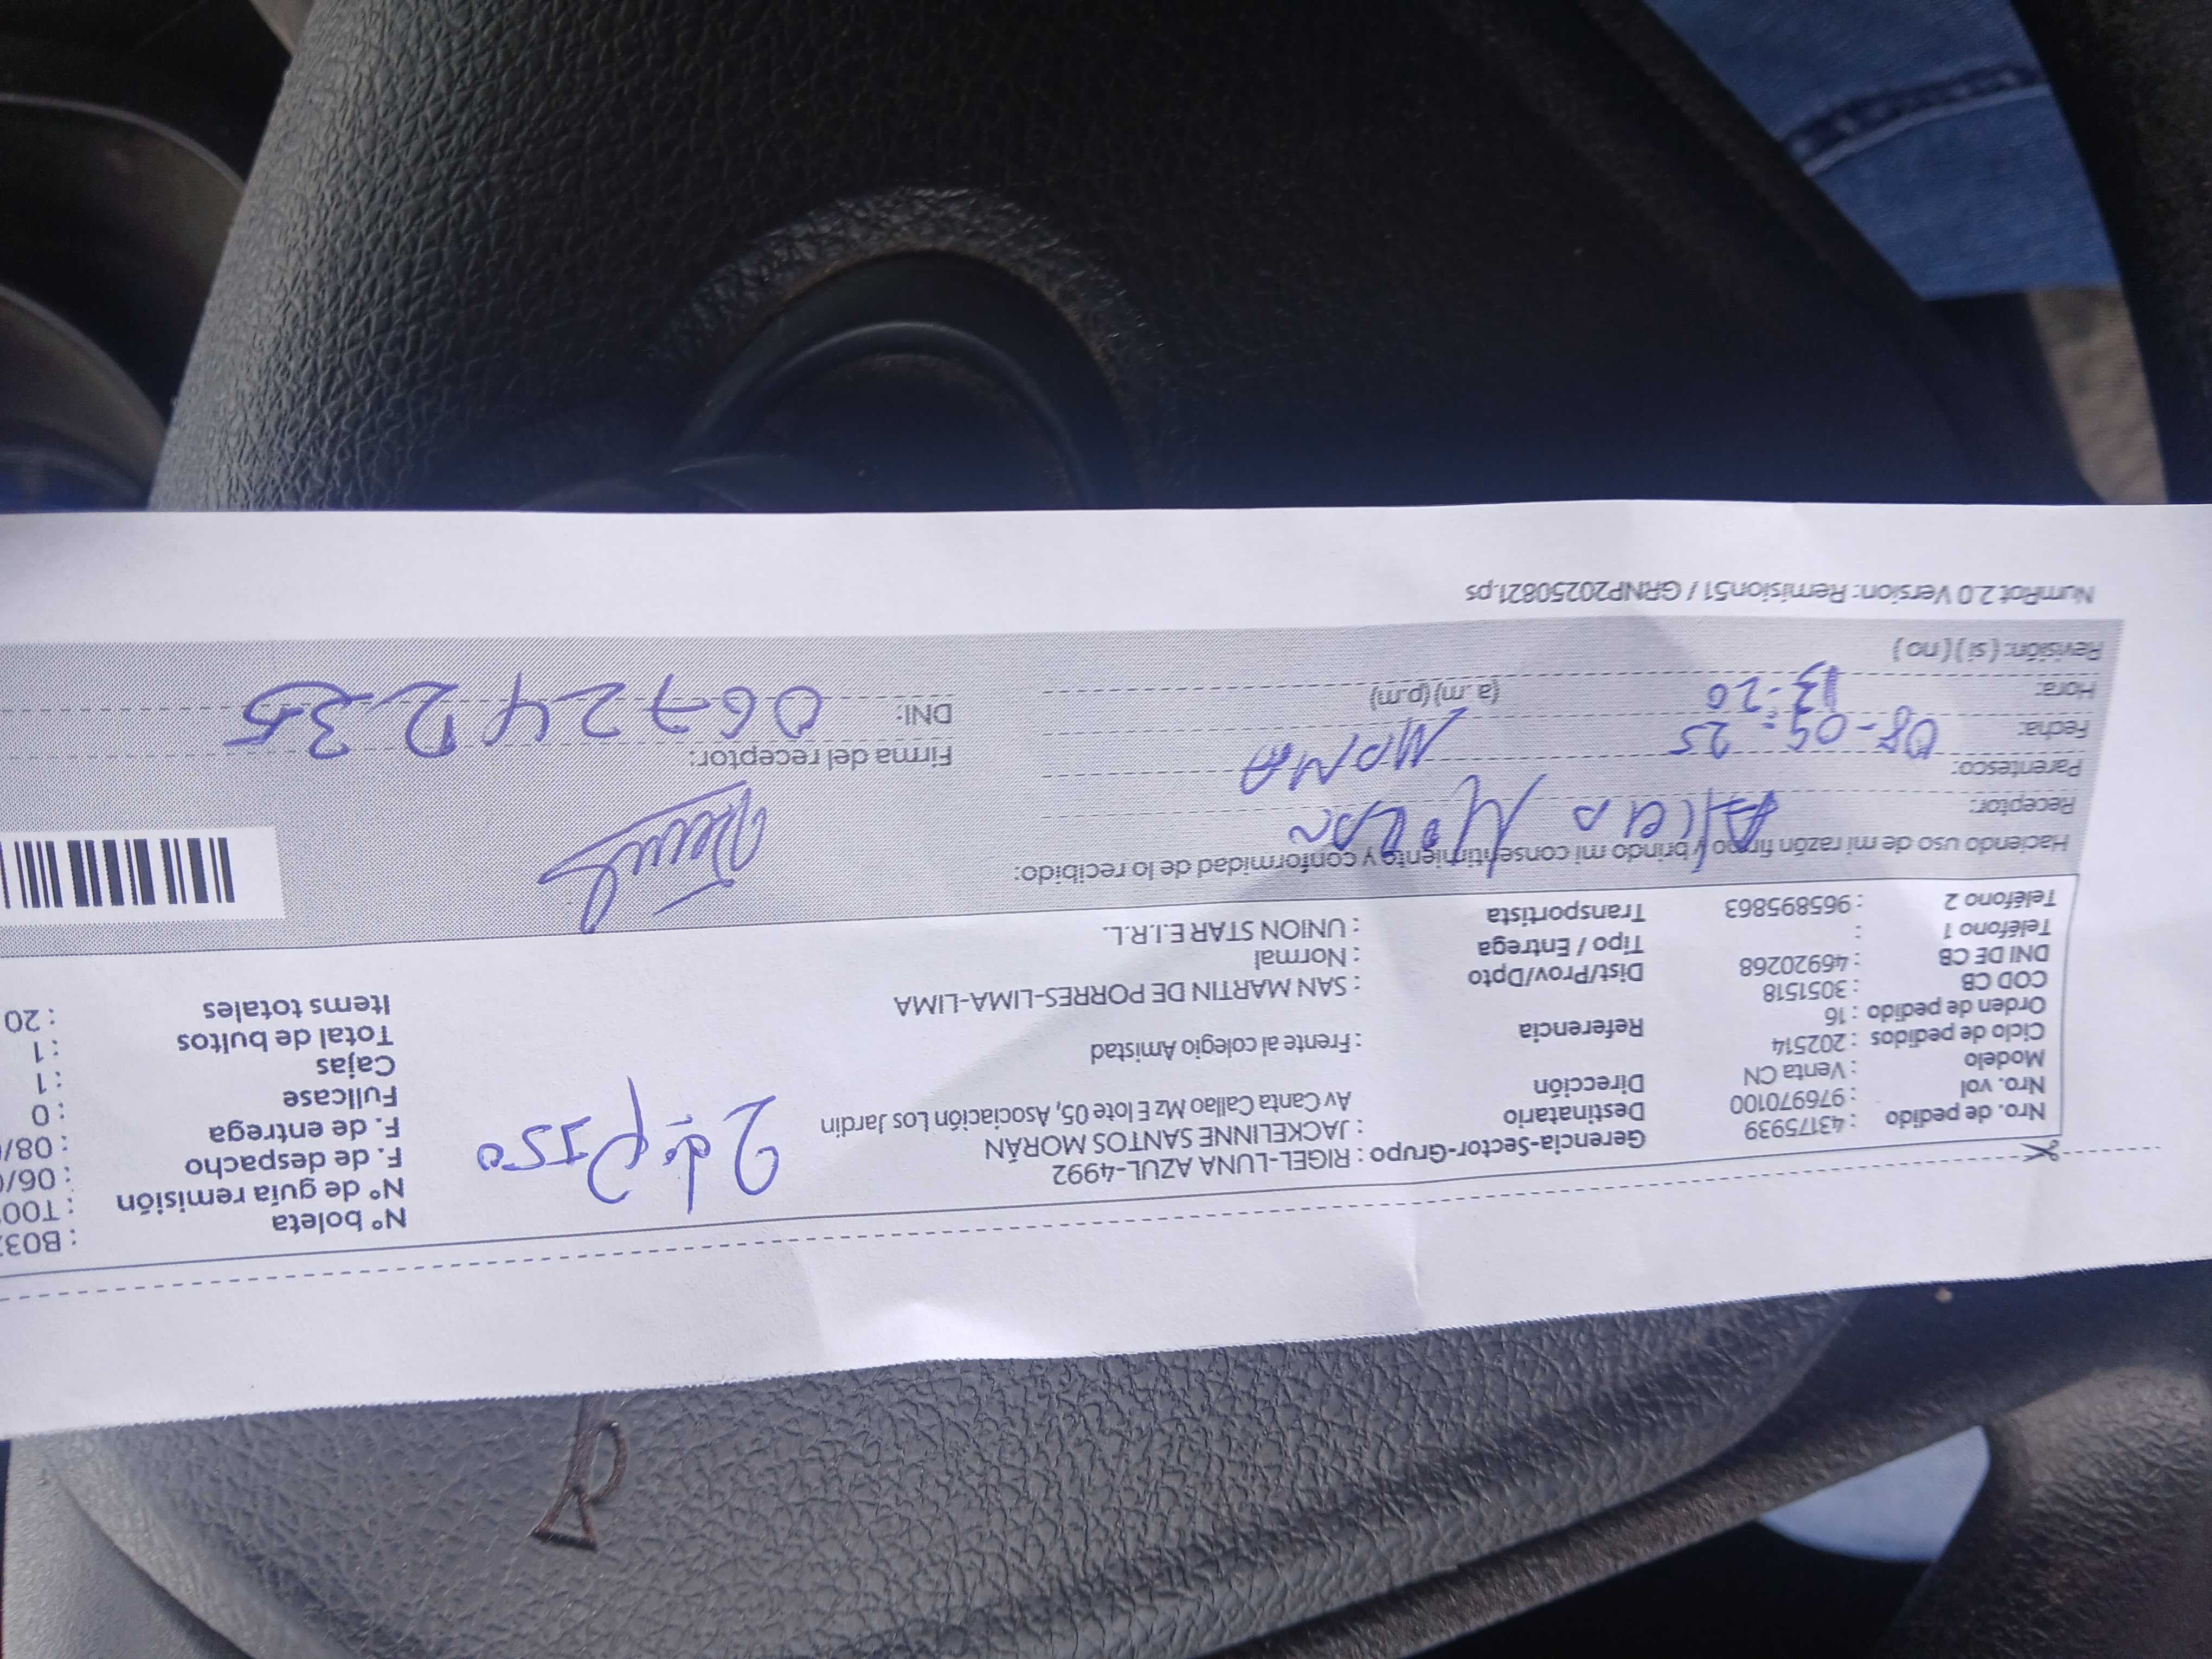 Nº boleta : B03
Nº de guía remisión : T00
F. de despacho : 06/0
F. de entrega : 08/0
Fullcase : 0
Cajas : 1
Total de bultos : 1
Items totales : 20
Nro. de pedido : 43175939
Nro. vol : 976970100
Modelo : Venta CN
Ciclo de pedidos : 202514
Orden de pedido : 16
COD CB : 3051518
DNI DE CB : 46920268
Teléfono 1 :
Teléfono 2 : 965895863
Gerencia-Sector-Grupo : RIGEL-LUNA AZUL-4992
Destinatario : JACKELINNE SANTOS MORÁN
Dirección Av Canta Callao Mz E lote 05, Asociación Los Jardin
Referencia : Frente al colegio Amistad
Dist/Prov/Dpto : SAN MARTIN DE PORRES-LIMA-LIMA
Tipo / Entrega : Normal
Transportista : UNION STAR E.I.R.L.
2do piso
Haciendo uso de mi razón firmo y brindo mi consentimiento y conformidad de lo recibido:
Receptor: Alicia Moran
Parentesco: MAMA
Fecha: 08-09-25
Hora: 13:20 (a.m)(p.m)
Revisión: ( si ) ( no )
Firma del receptor:
DNI: 06724235
NumRot 2.0 Version: Remision51 / GRNP20250821.ps